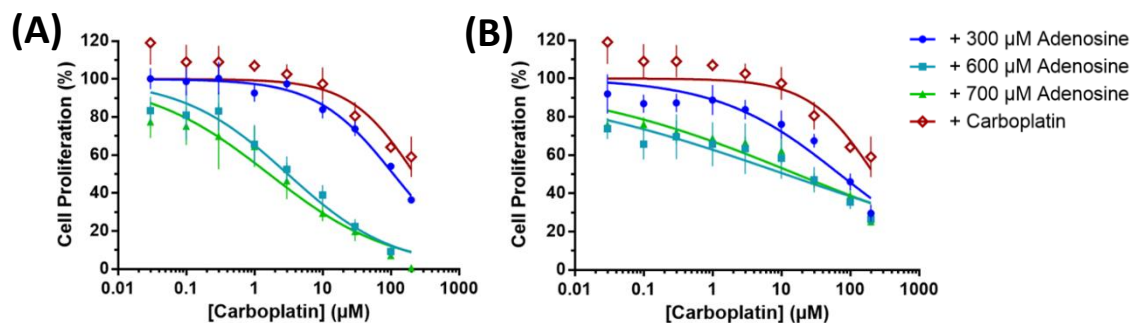 (A)
Cell Proliferation (%)
120
100
80
60
40
20
0
0.01 0.1 1 10 100 1000
[Carboplatin] (µM)
(B)
Cell Proliferation (%)
120
100
80
60
40
20
0
0.01 0.1 1 10 100 1000
[Carboplatin] (µM)
+ 300 µM Adenosine
+ 600 µM Adenosine
+ 700 µM Adenosine
+ Carboplatin